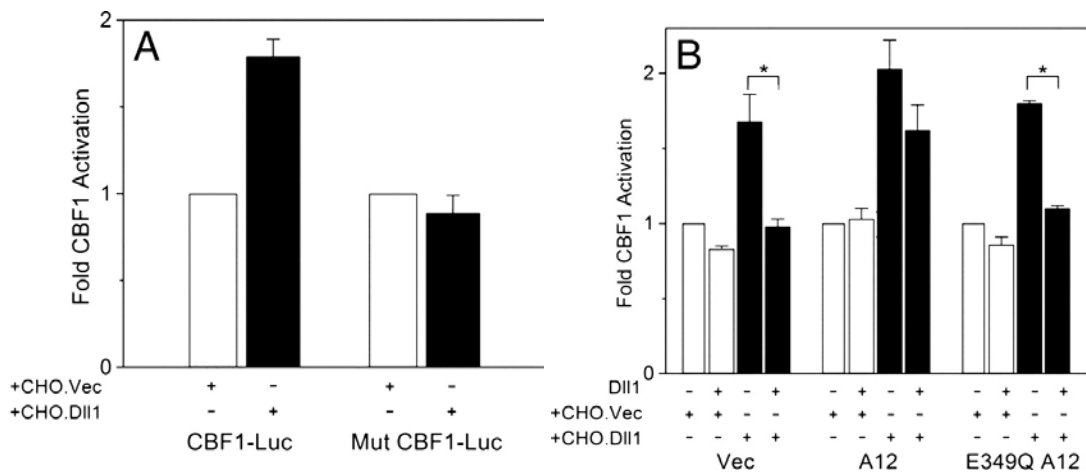 A
Fold CBF1 Activation
2
1
0
+CHO.Vec + - + -
+CHO.Dll1 - + - +
CBF1-Luc Mut CBF1-Luc
B
Fold CBF1 Activation
2
1
0
* *
Dll1 - + - + - + - + - + - +
+CHO.Vec + + - - + + - - + + - -
+CHO.Dll1 - - + + - - + + - - + +
Vec A12 E349Q A12